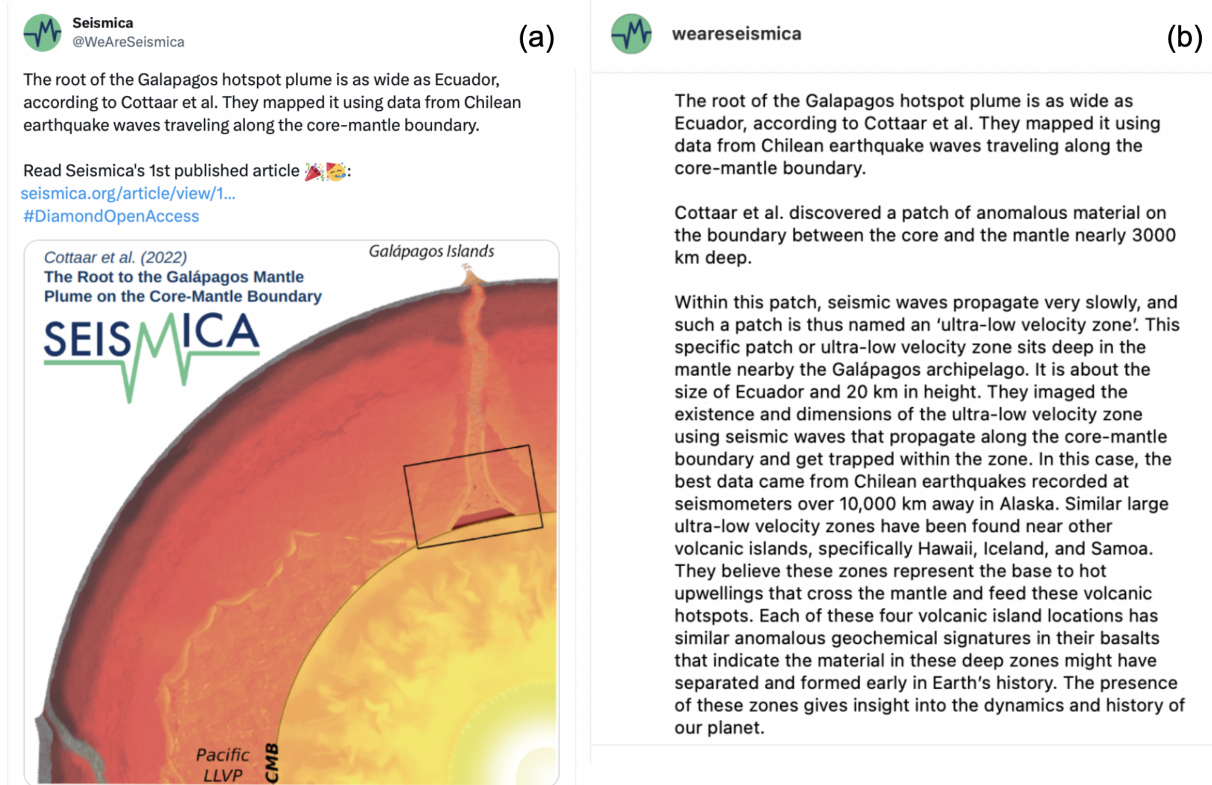 Seismica
@WeAreSeismica
(a)
The root of the Galapagos hotspot plume is as wide as Ecuador,
according to Cottaar et al. They mapped it using data from Chilean
earthquake waves traveling along the core-mantle boundary.
Read Seismica's 1st published article 🎉🥳:
seismica.org/article/view/1...
#DiamondOpenAccess
Cottaar et al. (2022)
The Root to the Galápagos Mantle
Plume on the Core-Mantle Boundary
SEISMICA
Galápagos Islands
Pacific
LLVP
CMB
weareseismica
(b)
The root of the Galapagos hotspot plume is as wide as
Ecuador, according to Cottaar et al. They mapped it using
data from Chilean earthquake waves traveling along the
core-mantle boundary.
Cottaar et al. discovered a patch of anomalous material on
the boundary between the core and the mantle nearly 3000
km deep.
Within this patch, seismic waves propagate very slowly, and
such a patch is thus named an ‘ultra-low velocity zone’. This
specific patch or ultra-low velocity zone sits deep in the
mantle nearby the Galápagos archipelago. It is about the
size of Ecuador and 20 km in height. They imaged the
existence and dimensions of the ultra-low velocity zone
using seismic waves that propagate along the core-mantle
boundary and get trapped within the zone. In this case, the
best data came from Chilean earthquakes recorded at
seismometers over 10,000 km away in Alaska. Similar large
ultra-low velocity zones have been found near other
volcanic islands, specifically Hawaii, Iceland, and Samoa.
They believe these zones represent the base to hot
upwellings that cross the mantle and feed these volcanic
hotspots. Each of these four volcanic island locations has
similar anomalous geochemical signatures in their basalts
that indicate the material in these deep zones might have
separated and formed early in Earth’s history. The presence
of these zones gives insight into the dynamics and history of
our planet.